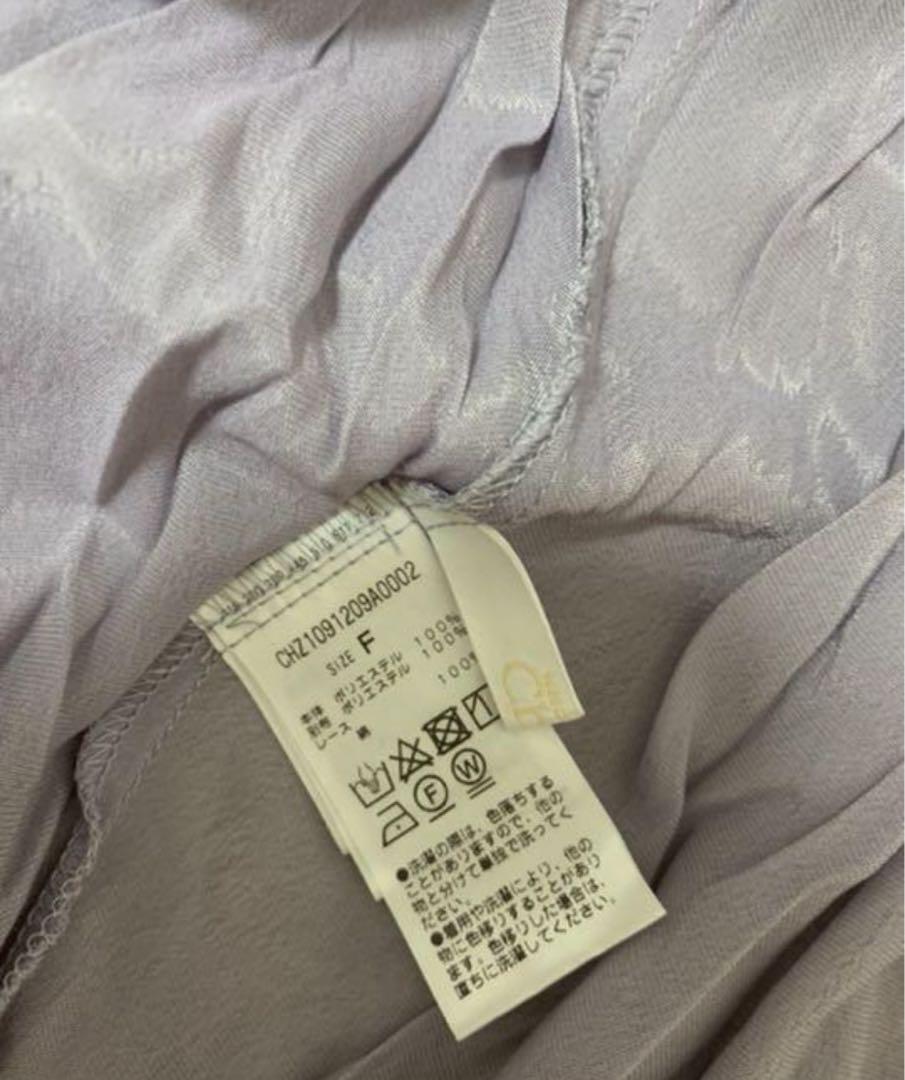 CHZ1091209A0002
SIZE F
本体 ポリエステル 100%
別布 ポリエステル 100%
レース 綿 100%
F W
●洗濯の際は、色落ちする
ことがありますので、他の
物と分けて単独で洗ってく
ださい。
●着用や洗濯により、他の
物に色移りすることがあり
ます。色移りした場合は、
直ちに洗濯してください。